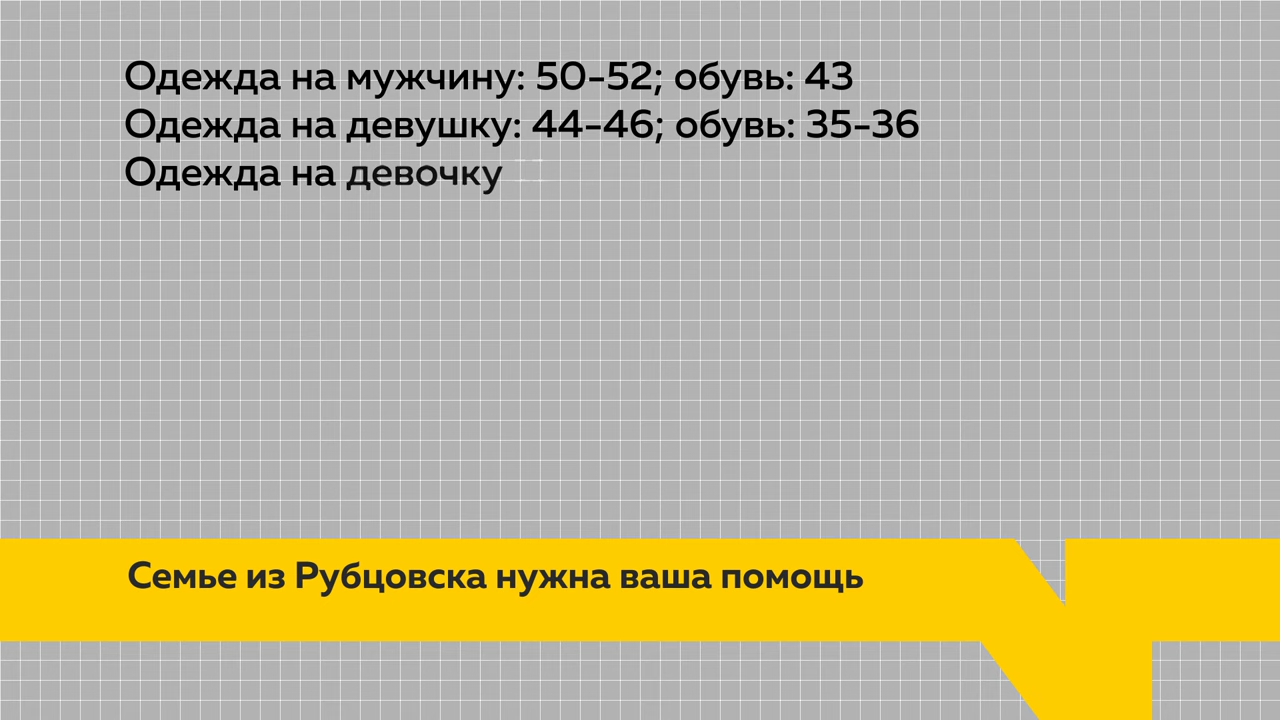 Одежда на мужчину: 50-52; обувь: 43
Одежда на девушку: 44-46; обувь: 35-36
Одежда на девочку
Семье из Рубцовска нужна ваша помощь